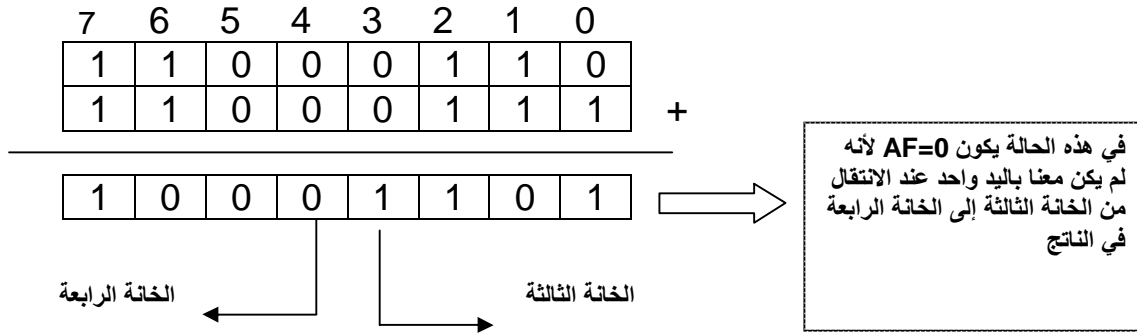 7 6 5 4 3 2 1 0
1 1 0 0 0 1 1 0
1 1 0 0 0 1 1 1 +
1 0 0 0 1 1 0 1
في هذه الحالة يكون AF=0 لأنه
لم يكن معنا باليد واحد عند الانتقال
من الخانة الثالثة إلى الخانة الرابعة
في الناتج
الخانة الثالثة
الخانة الرابعة